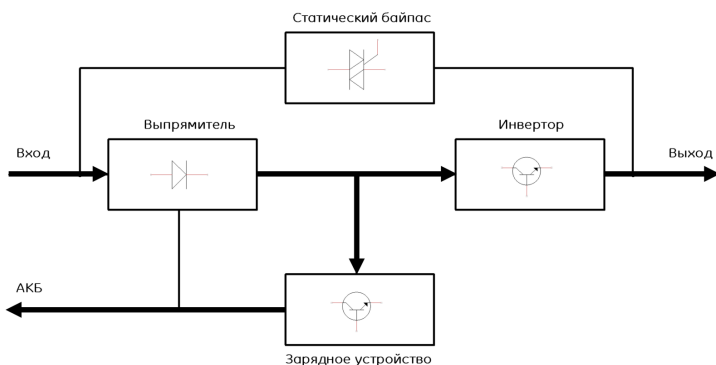 Статический байпас
Выпрямитель
Инвертор
Вход
Выход
АКБ
Зарядное устройство